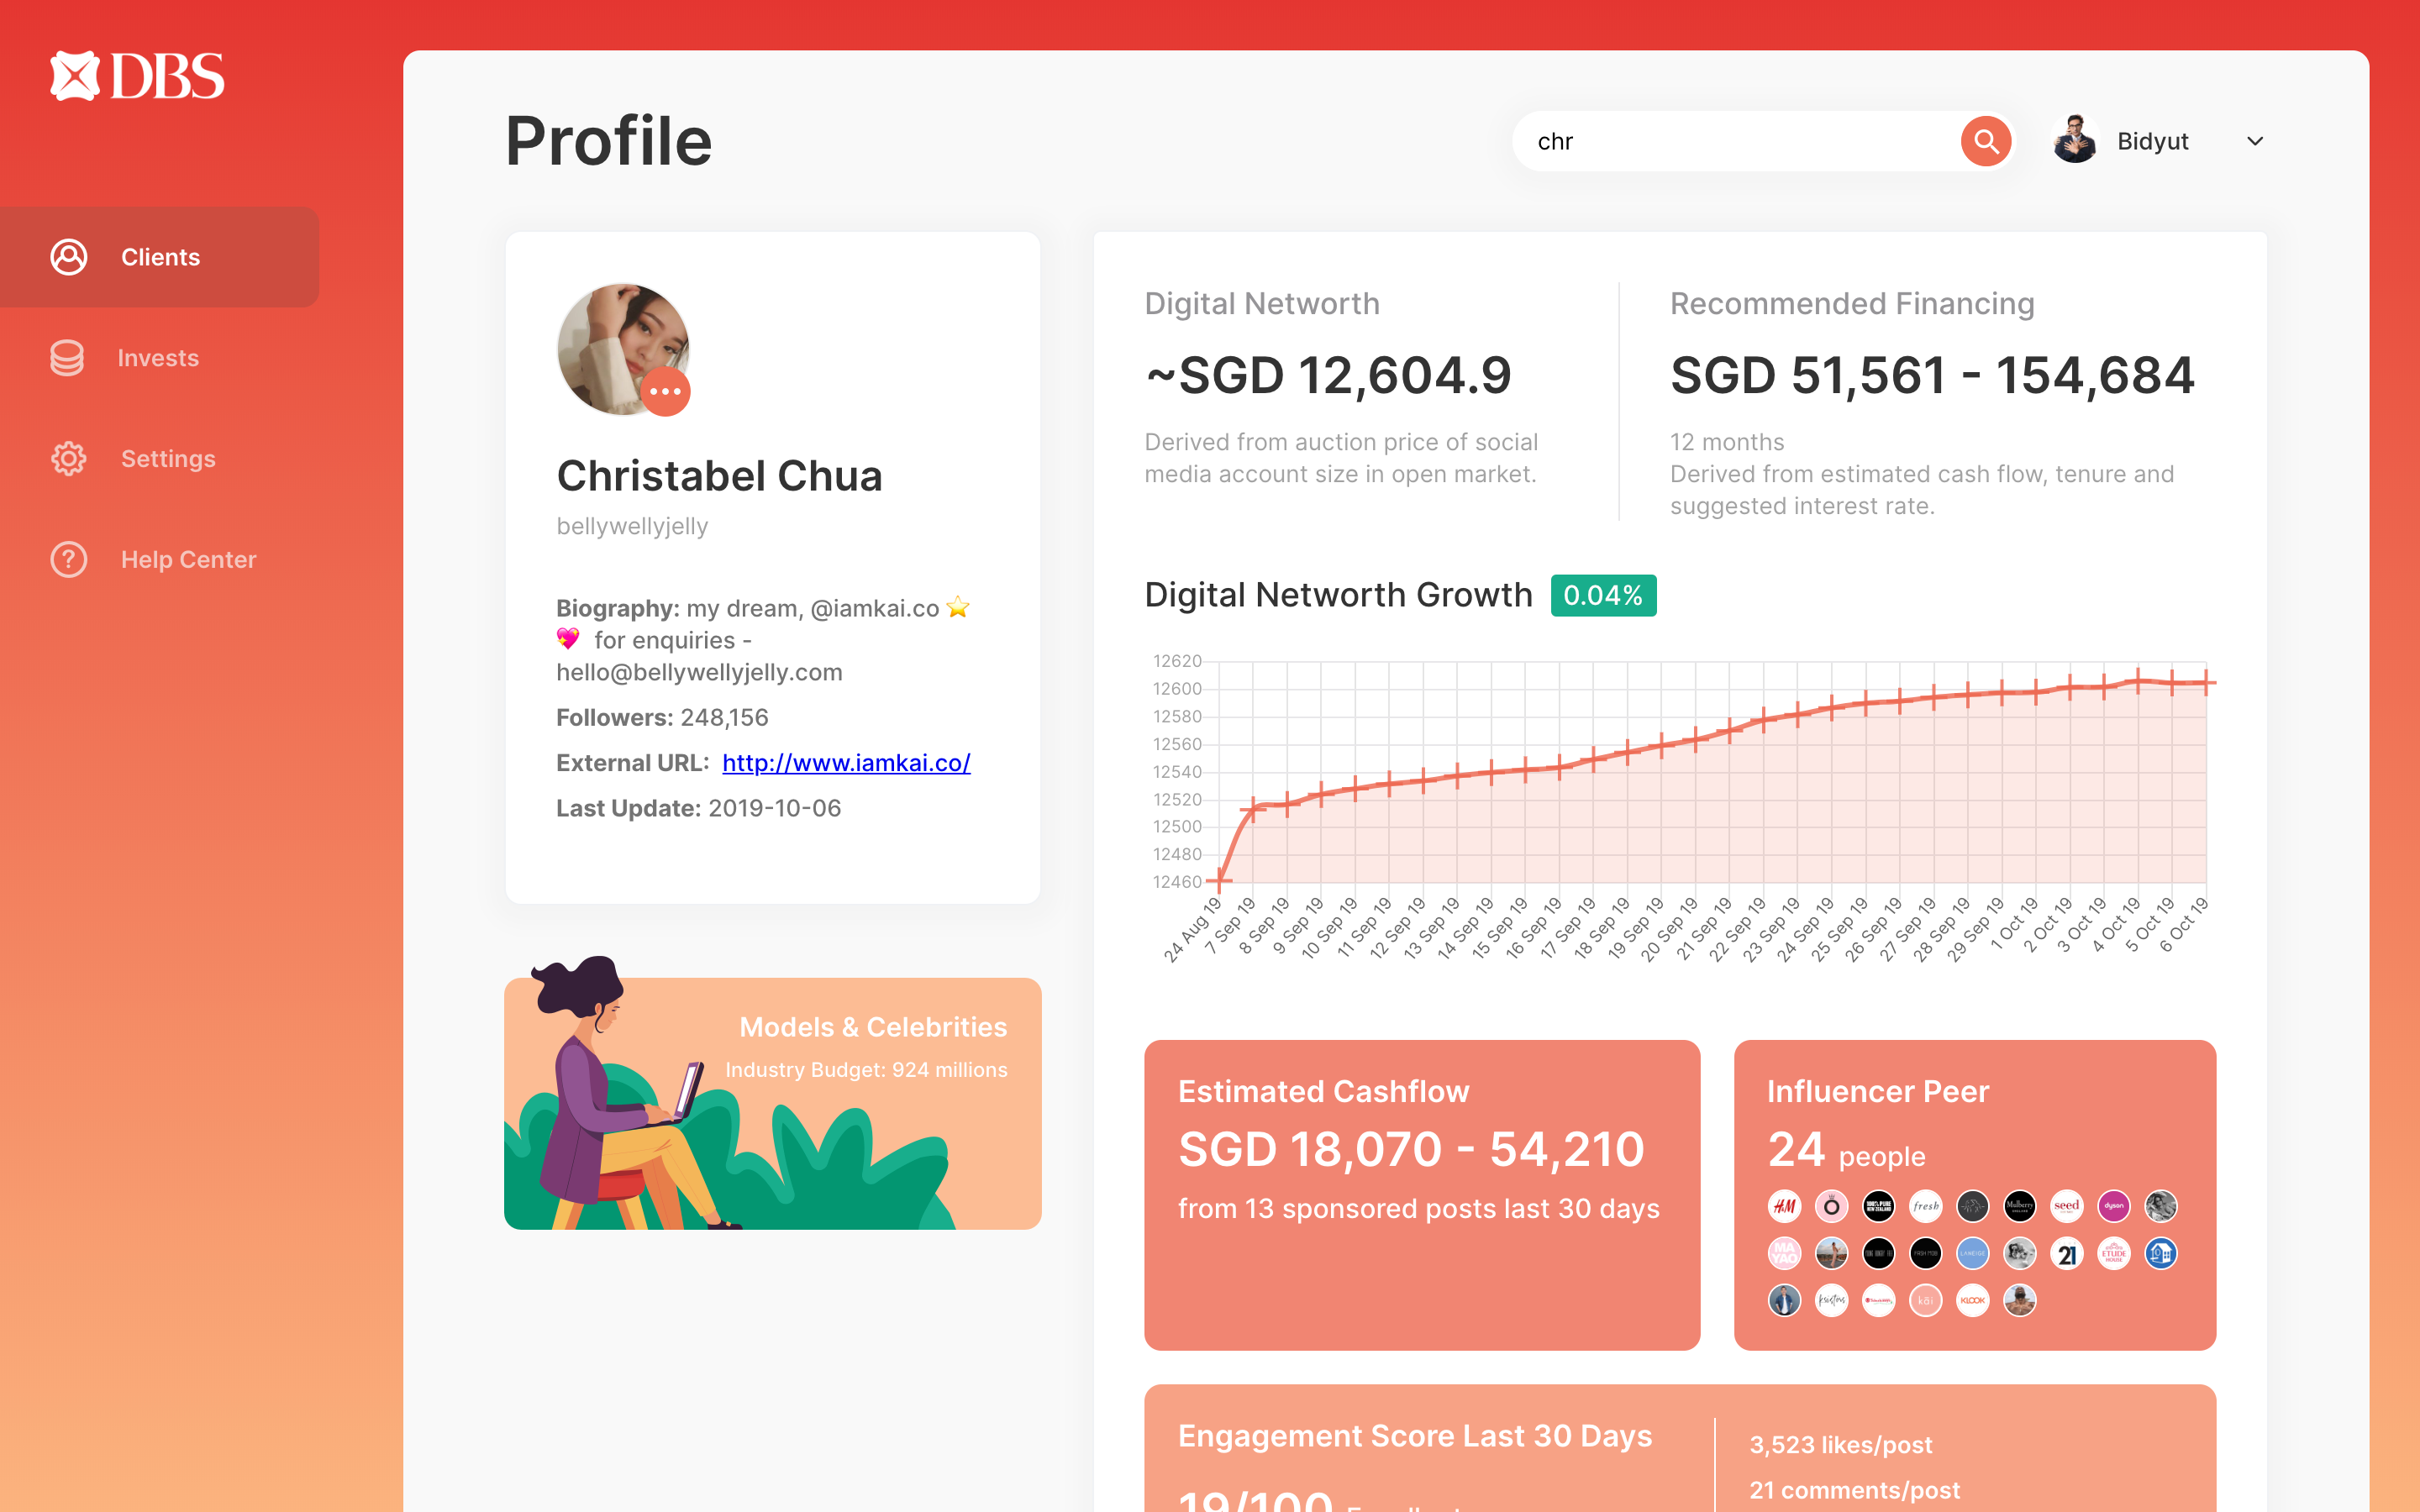 DBS
Clients
Invests
Settings
Help Center
Profile
chr
Bidyut
Christabel Chua
bellywellyjelly
Biography: my dream, @iamkai.co ⭐
💖 for enquiries -
hello@bellywellyjelly.com
Followers: 248,156
External URL: http://www.iamkai.co/
Last Update: 2019-10-06
Models & Celebrities
Industry Budget: 924 millions
Digital Networth
~SGD 12,604.9
Derived from auction price of social
media account size in open market.
Recommended Financing
SGD 51,561 - 154,684
12 months
Derived from estimated cash flow, tenure and
suggested interest rate.
Digital Networth Growth 0.04%
12620
12600
12580
12560
12540
12520
12500
12480
12460
24 Aug 19
7 Sep 19
8 Sep 19
9 Sep 19
10 Sep 19
11 Sep 19
12 Sep 19
13 Sep 19
14 Sep 19
15 Sep 19
16 Sep 19
17 Sep 19
18 Sep 19
19 Sep 19
20 Sep 19
21 Sep 19
22 Sep 19
23 Sep 19
24 Sep 19
25 Sep 19
26 Sep 19
27 Sep 19
28 Sep 19
29 Sep 19
1 Oct 19
2 Oct 19
3 Oct 19
4 Oct 19
5 Oct 19
6 Oct 19
Estimated Cashflow
SGD 18,070 - 54,210
from 13 sponsored posts last 30 days
Influencer Peer
24 people
H&M
fresh
Mulberry
seed
dyson
MA
YAO
LANEIGE
21
ETUDE
HOUSE
kristens
kōi
KLOOK
Engagement Score Last 30 Days
19/100
3,523 likes/post
21 comments/post